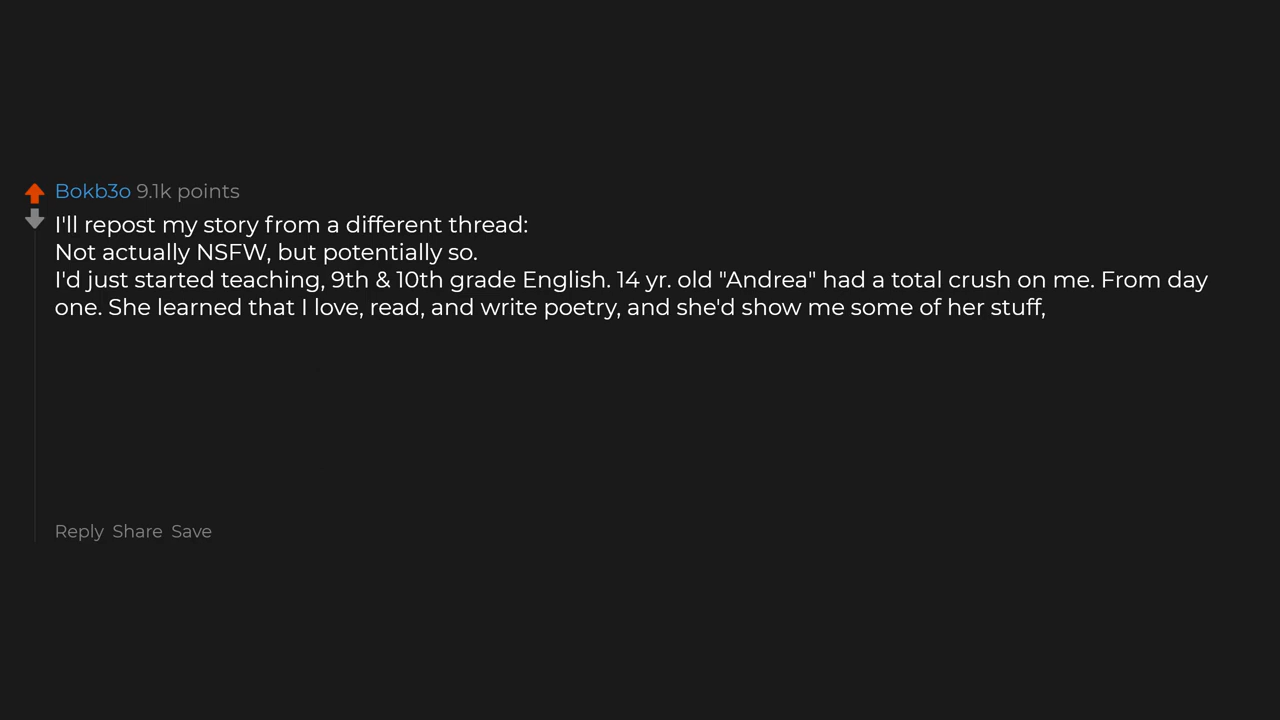 Bokb3o 9.1k points
I'll repost my story from a different thread:
Not actually NSFW, but potentially so.
I'd just started teaching, 9th & 10th grade English. 14 yr. old "Andrea" had a total crush on me. From day
one. She learned that I love, read, and write poetry, and she'd show me some of her stuff,
Reply Share Save